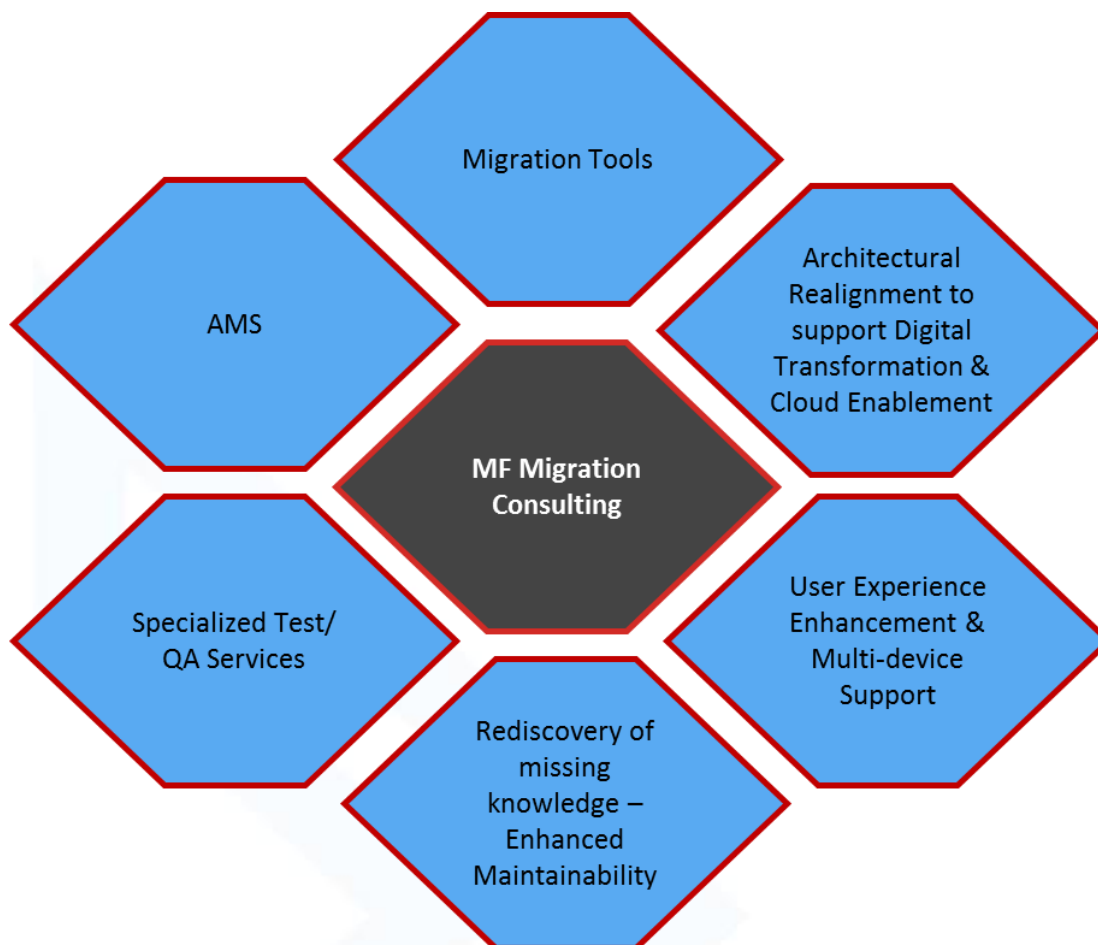 Migration Tools
Architectural
Realignment to
support Digital
Transformation &
Cloud Enablement
AMS
MF Migration
Consulting
User Experience
Enhancement &
Multi-device
Support
Specialized Test/
QA Services
Rediscovery of
missing
knowledge –
Enhanced
Maintainability